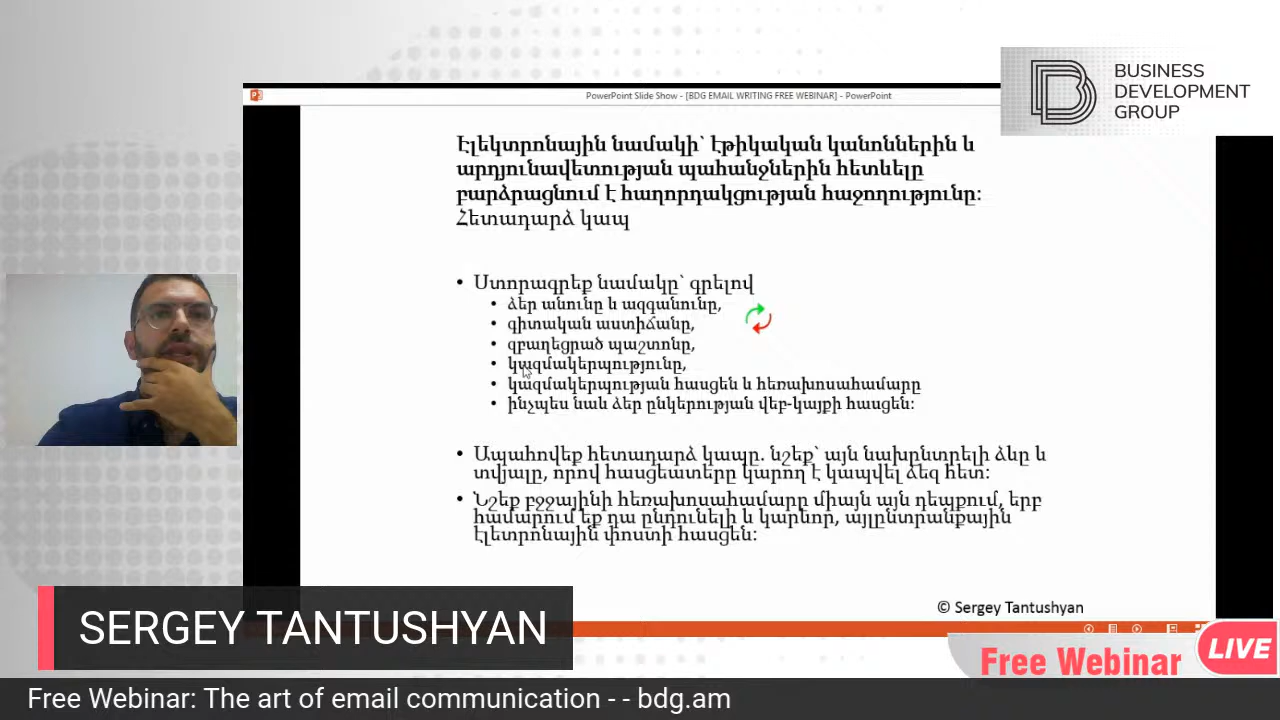 BUSINESS
DEVELOPMENT
GROUP
PowerPoint Slide Show - [BDG EMAIL WRITING FREE WEBINAR] - PowerPoint
Էլեկտրոնային նամակի՝ էթիկական կանոններին և
արդյունավետության պահանջներին հետևելը
բարձրացնում է հաղորդակցության հաջողությունը:
Հետադարձ կապ
• Ստորագրեք նամակը՝ գրելով
• ձեր անունը և ազգանունը,
• գիտական աստիճանը,
• զբաղեցրած պաշտոնը,
• կազմակերպությունը,
• կազմակերպության հասցեն և հեռախոսահամարը
• ինչպես նաև ձեր ընկերության վեբ-կայքի հասցեն:
• Ապահովեք հետադարձ կապը. նշեք՝ այն նախընտրելի ձևը և
տվյալը, որով հասցեատերը կարող է կապվել ձեզ հետ:
• Նշեք բջջայինի հեռախոսահամարը միայն այն դեպքում, երբ
համարում եք դա ընդունելի և կարևոր, այլընտրանքային
էլետրոնային փոստի հասցեն:
© Sergey Tantushyan
SERGEY TANTUSHYAN
Free Webinar
LIVE
Free Webinar: The art of email communication - - bdg.am